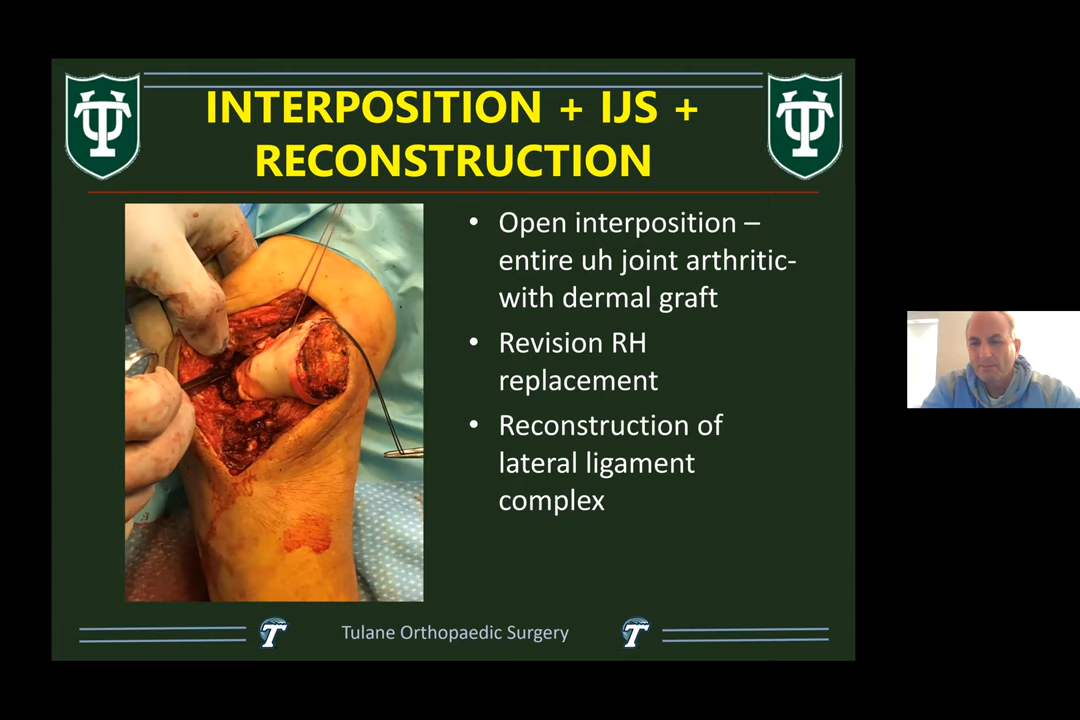 INTERPOSITION + IJS +
RECONSTRUCTION
• Open interposition –
entire uh joint arthritic-
with dermal graft
• Revision RH
replacement
• Reconstruction of
lateral ligament
complex
Tulane Orthopaedic Surgery